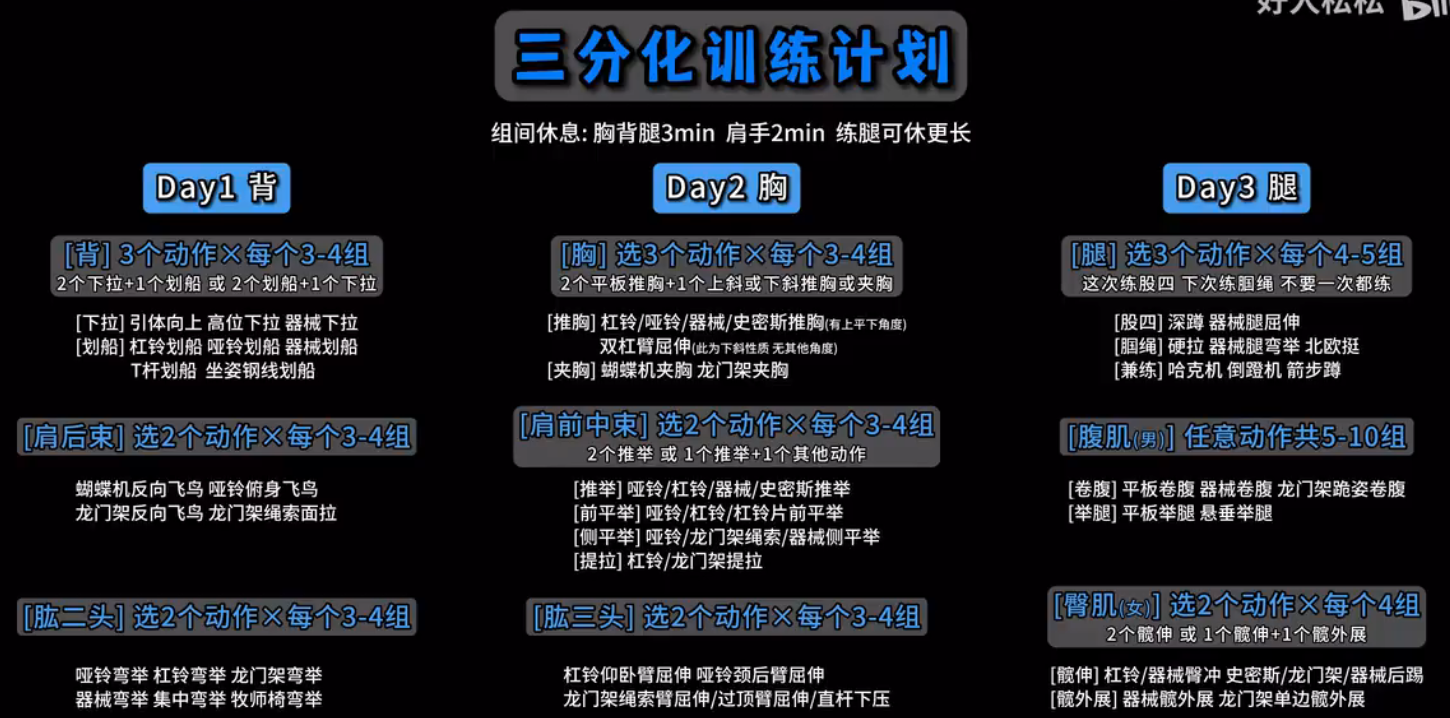 好人松松
三分化训练计划
组间休息: 胸背腿3min 肩手2min 练腿可休更长
Day1 背
[背] 3个动作×每个3-4组
2个下拉+1个划船 或 2个划船+1个下拉
[下拉] 引体向上 高位下拉 器械下拉
[划船] 杠铃划船 哑铃划船 器械划船
T杆划船 坐姿钢线划船
[肩后束] 选2个动作×每个3-4组
蝴蝶机反向飞鸟 哑铃俯身飞鸟
龙门架反向飞鸟 龙门架绳索面拉
[肱二头] 选2个动作×每个3-4组
哑铃弯举 杠铃弯举 龙门架弯举
器械弯举 集中弯举 牧师椅弯举
Day2 胸
[胸] 选3个动作×每个3-4组
2个平板推胸+1个上斜或下斜推胸或夹胸
[推胸] 杠铃/哑铃/器械/史密斯推胸(有上平下角度)
双杠臂屈伸(此为下斜性质 无其他角度)
[夹胸] 蝴蝶机夹胸 龙门架夹胸
[肩前中束] 选2个动作×每个3-4组
2个推举 或 1个推举+1个其他动作
[推举] 哑铃/杠铃/器械/史密斯推举
[前平举] 哑铃/杠铃/杠铃片前平举
[侧平举] 哑铃/龙门架绳索/器械侧平举
[提拉] 杠铃/龙门架提拉
[肱三头] 选2个动作×每个3-4组
杠铃仰卧臂屈伸 哑铃颈后臂屈伸
龙门架绳索臂屈伸/过顶臂屈伸/直杆下压
Day3 腿
[腿] 选3个动作×每个4-5组
这次练股四 下次练腘绳 不要一次都练
[股四] 深蹲 器械腿屈伸
[腘绳] 硬拉 器械腿弯举 北欧挺
[兼练] 哈克机 倒蹬机 箭步蹲
[腹肌(男)] 任意动作共5-10组
[卷腹] 平板卷腹 器械卷腹 龙门架跪姿卷腹
[举腿] 平板举腿 悬垂举腿
[臀肌(女)] 选2个动作×每个4组
2个髋伸 或 1个髋伸+1个髋外展
[髋伸] 杠铃/器械臀冲 史密斯/龙门架/器械后踢
[髋外展] 器械髋外展 龙门架单边髋外展